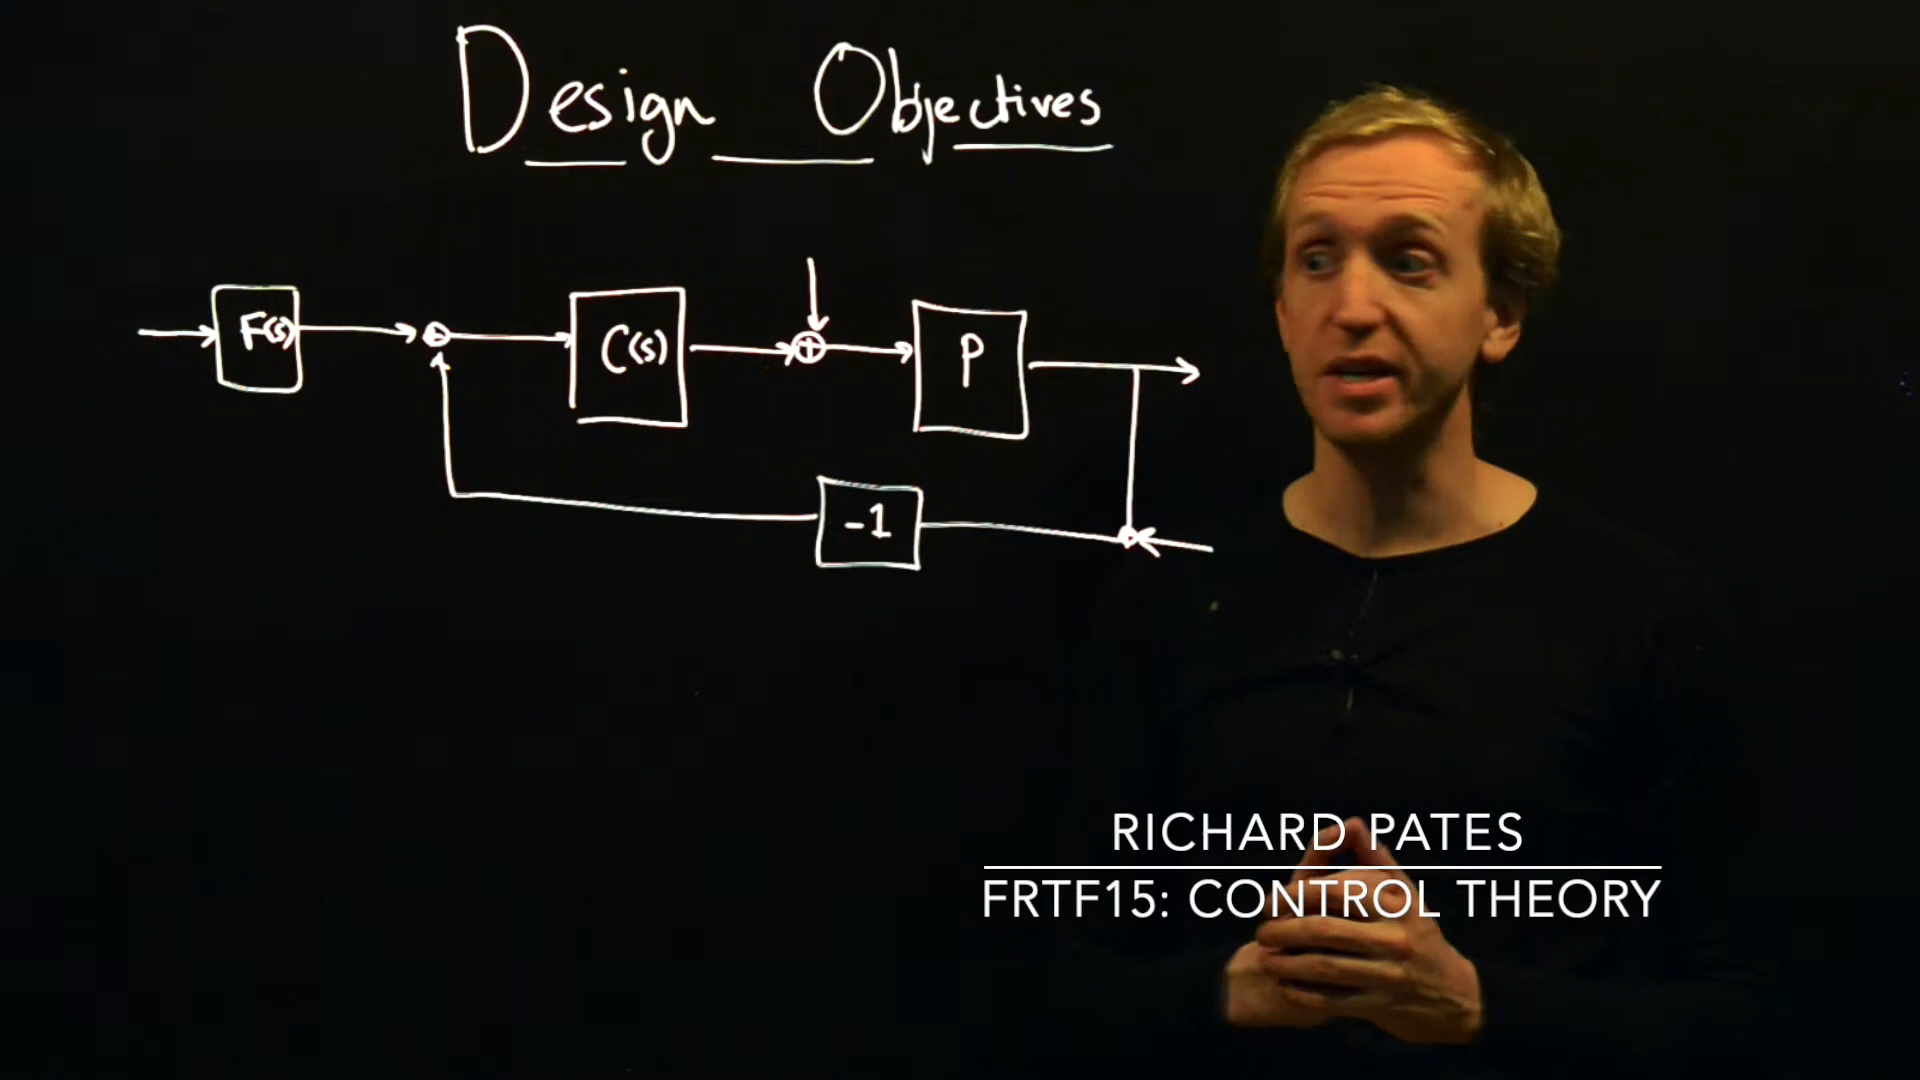 Design Objectives
F(s)
C(s)
P
-1
RICHARD PATES
FRTF15: CONTROL THEORY